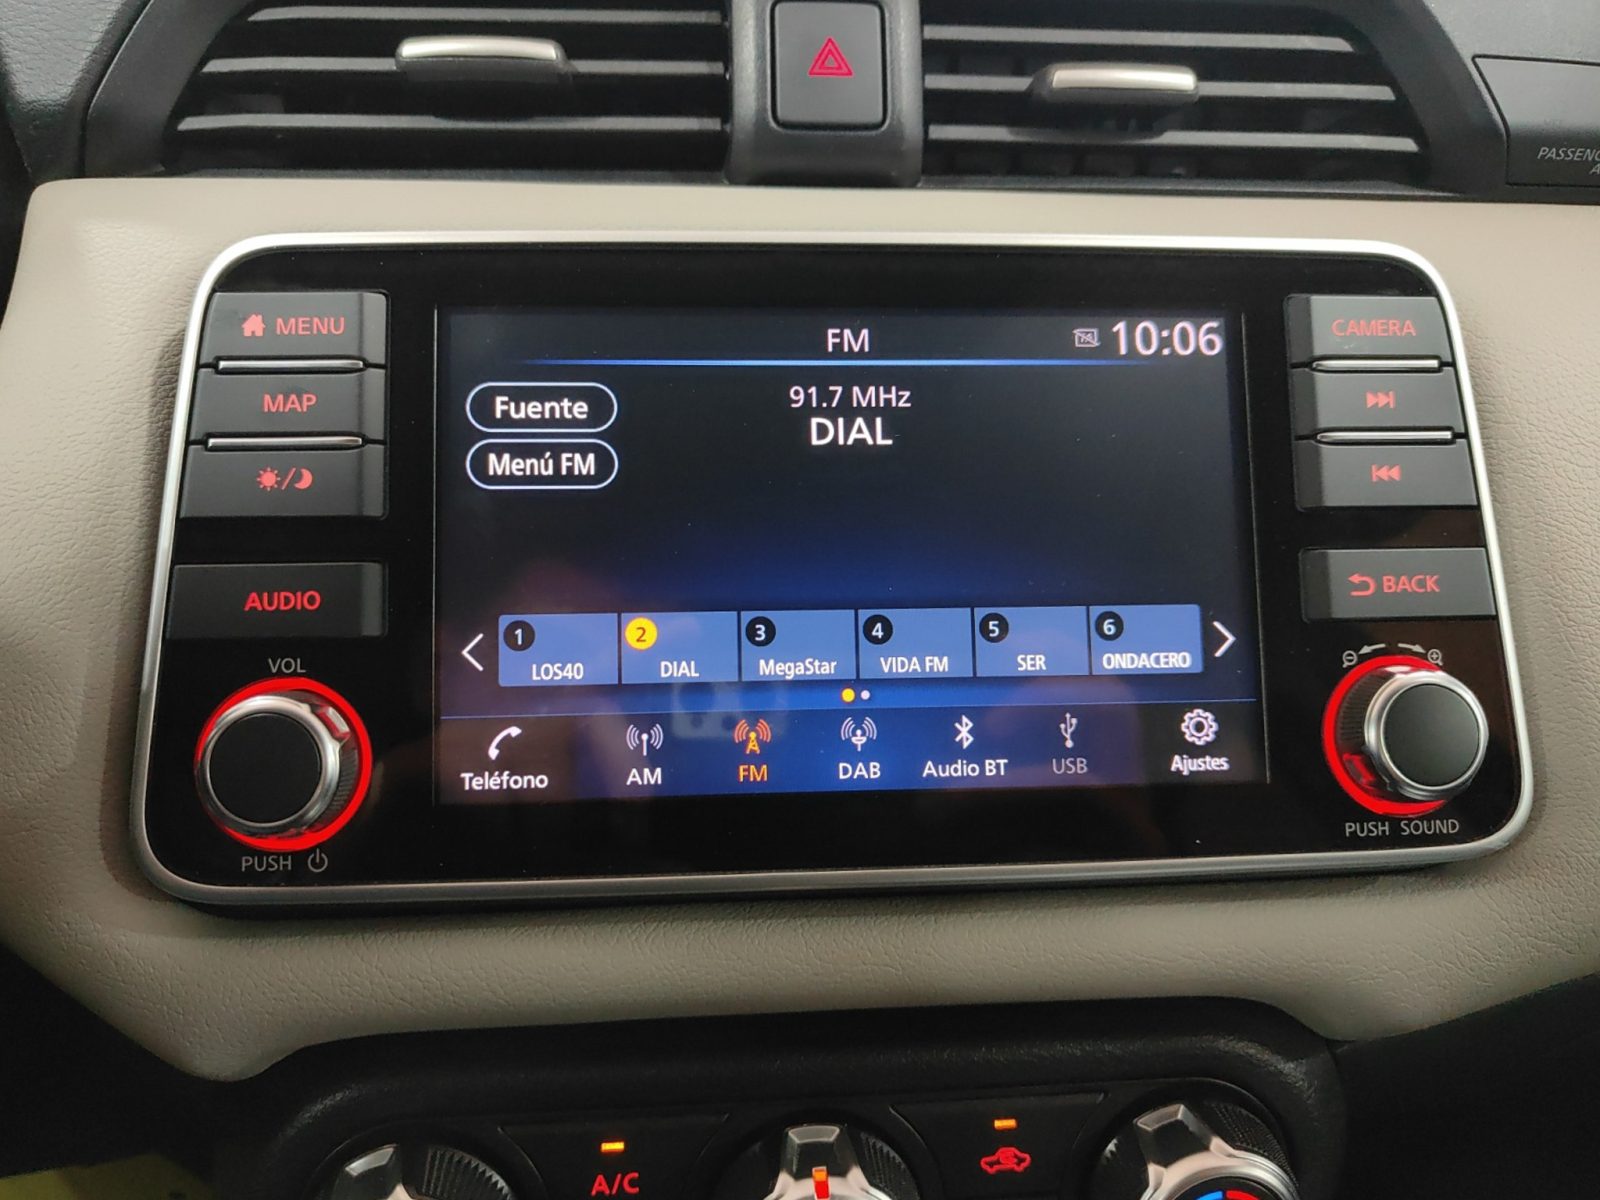 PASSENG
MENU
MAP
AUDIO
VOL
PUSH
FM
10:06
Fuente
Menú FM
91.7 MHz
DIAL
1 LOS40
2 DIAL
3 MegaStar
4 VIDA FM
5 SER
6 ONDACERO
Teléfono
AM
FM
DAB
Audio BT
USB
Ajustes
CAMERA
BACK
PUSH SOUND
A/C